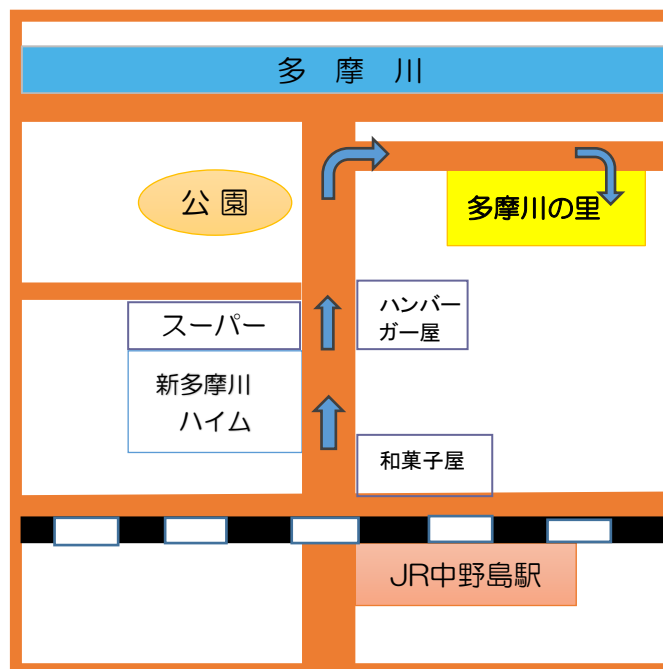 多 摩 川
公 園
多摩川の里
スーパー
ハンバー
ガー屋
新多摩川
ハイム
和菓子屋
JR中野島駅